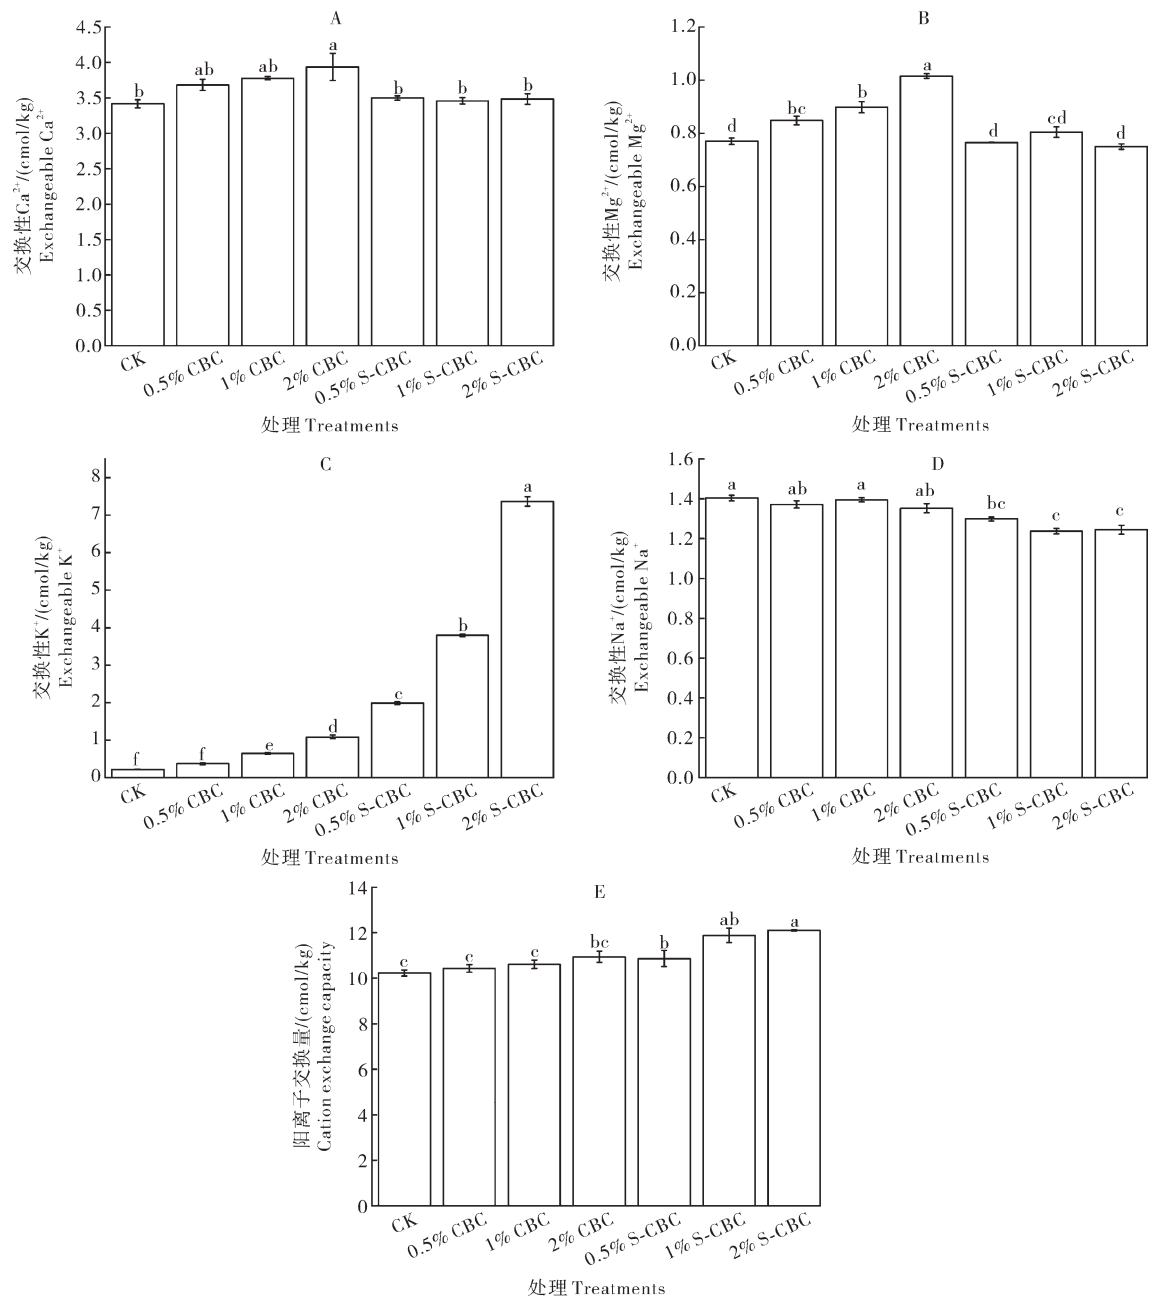 A
4.5
4.0
3.5
3.0
2.5
2.0
1.5
1.0
0.5
0.0
交换性Ca²⁺/(cmol/kg)
Exchangeable Ca²⁺
b
ab
ab
a
b
b
b
CK
0.5% CBC
1% CBC
2% CBC
0.5% S-CBC
1% S-CBC
2% S-CBC
处理 Treatments
B
1.2
1.0
0.8
0.6
0.4
0.2
0.0
交换性Mg²⁺/(cmol/kg)
Exchangeable Mg²⁺
d
bc
b
a
d
cd
d
CK
0.5% CBC
1% CBC
2% CBC
0.5% S-CBC
1% S-CBC
2% S-CBC
处理 Treatments
C
8
7
6
5
4
3
2
1
0
交换性K⁺/(cmol/kg)
Exchangeable K⁺
f
f
e
d
c
b
a
CK
0.5% CBC
1% CBC
2% CBC
0.5% S-CBC
1% S-CBC
2% S-CBC
处理 Treatments
D
1.6
1.4
1.2
1.0
0.8
0.6
0.4
0.2
0.0
交换性Na⁺/(cmol/kg)
Exchangeable Na⁺
a
ab
a
ab
bc
c
c
CK
0.5% CBC
1% CBC
2% CBC
0.5% S-CBC
1% S-CBC
2% S-CBC
处理 Treatments
E
14
12
10
8
6
4
2
0
阳离子交换量/(cmol/kg)
Cation exchange capacity
c
c
c
bc
b
ab
a
CK
0.5% CBC
1% CBC
2% CBC
0.5% S-CBC
1% S-CBC
2% S-CBC
处理 Treatments